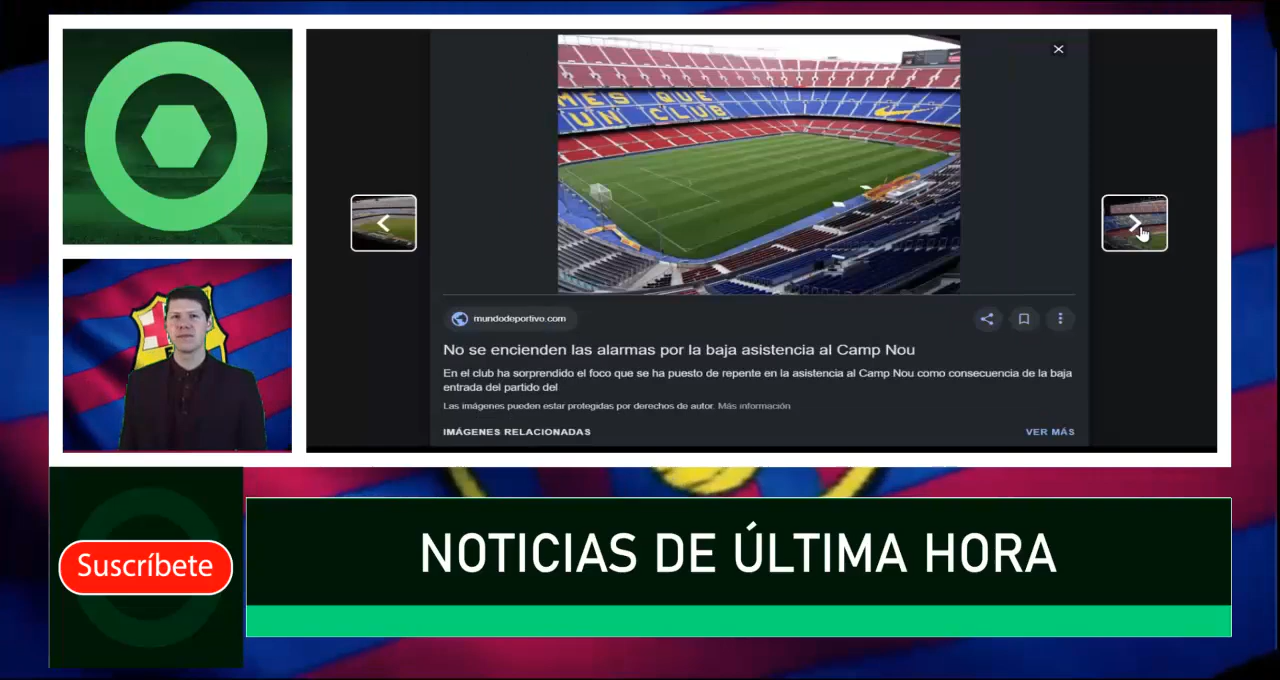 MES QUE
UN CLUB
mundodeportivo.com
No se encienden las alarmas por la baja asistencia al Camp Nou
En el club ha sorprendido el foco que se ha puesto de repente en la asistencia al Camp Nou como consecuencia de la baja
entrada del partido del
Las imágenes pueden estar protegidas por derechos de autor. Más información
IMÁGENES RELACIONADAS
VER MÁS
Suscríbete
NOTICIAS DE ÚLTIMA HORA